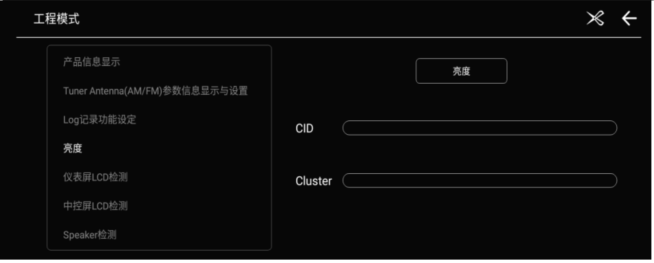 工程模式
产品信息显示
Tuner Antenna(AM/FM)参数信息显示与设置
Log记录功能设定
亮度
仪表屏LCD检测
中控屏LCD检测
Speaker检测
亮度
CID
Cluster